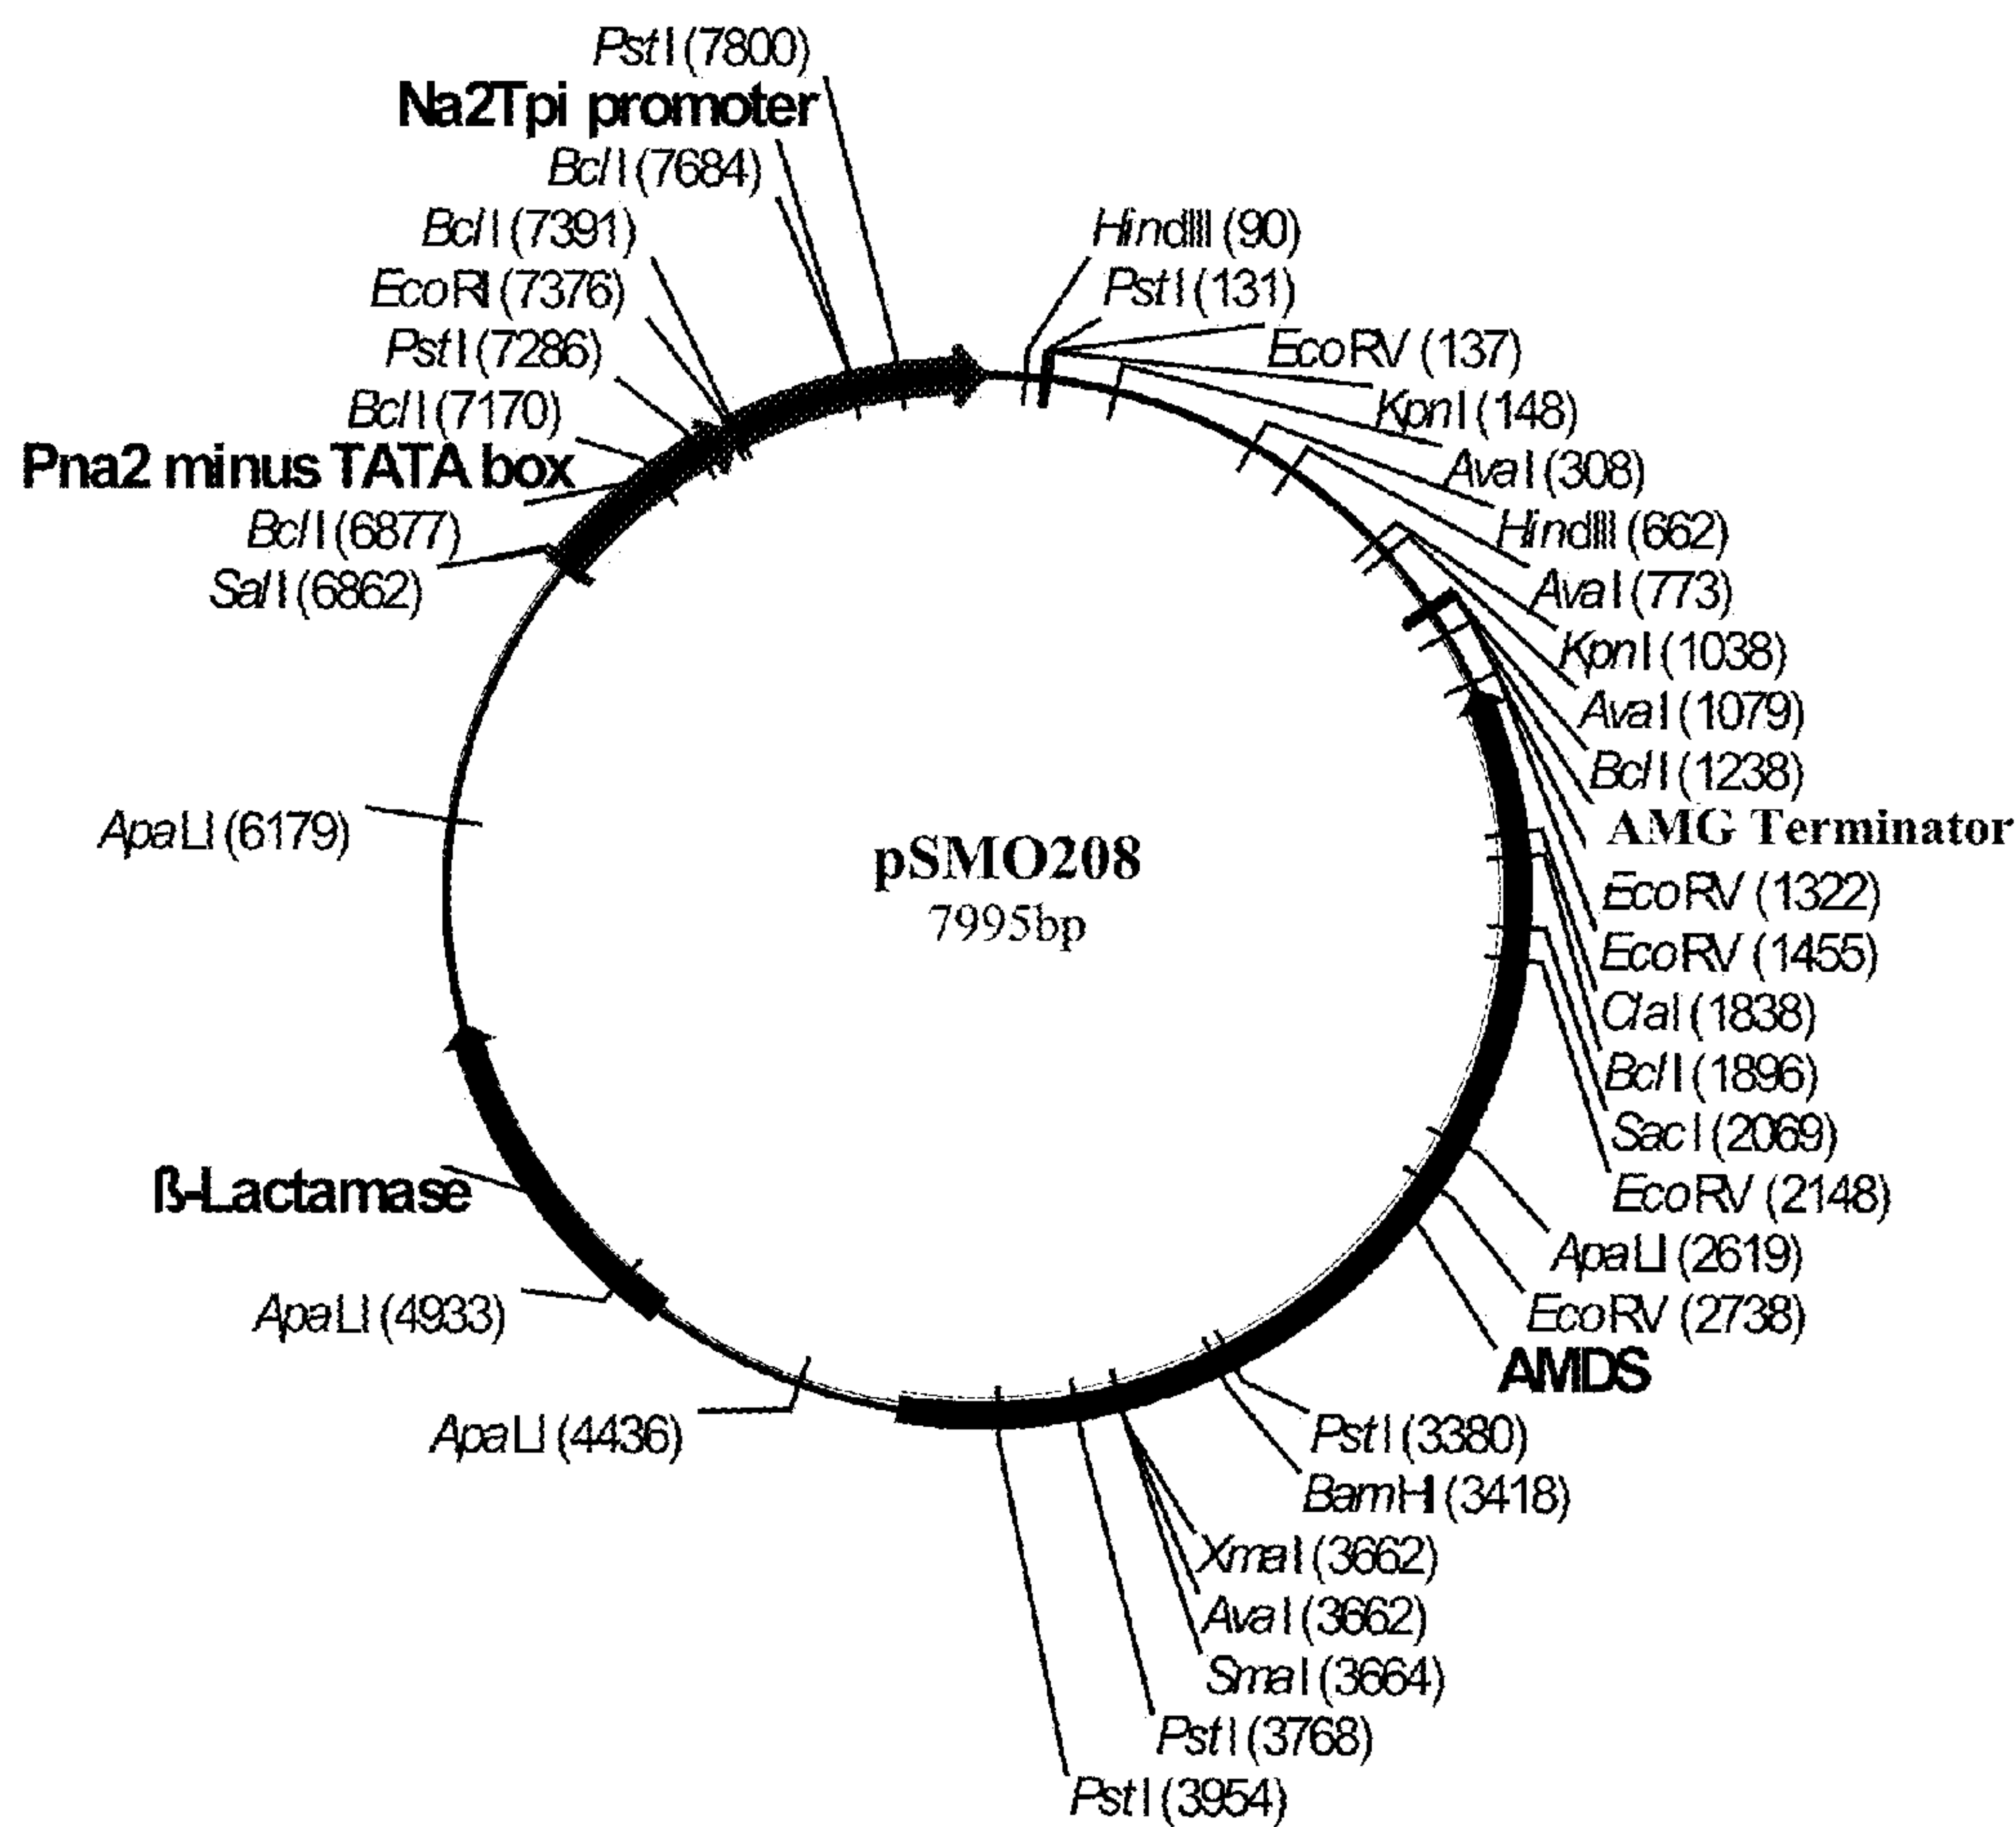 PstI (7800)
Na2Tpi promoter
BclI (7684)
BclI (7391)
EcoRI (7376)
PstI (7286)
BclI (7170)
Pna2 minus TATA box
BclI (6877)
SalI (6862)
ApaLI (6179)
ß-Lactamase
ApaLI (4933)
ApaLI (4436)
pSMO208
7995bp
HindIII (90)
PstI (131)
EcoRV (137)
KpnI (148)
AvaI (308)
HindIII (662)
AvaI (773)
KpnI (1038)
AvaI (1079)
BclI (1238)
AMG Terminator
EcoRV (1322)
EcoRV (1455)
ClaI (1838)
BclI (1896)
SacI (2069)
EcoRV (2148)
ApaLI (2619)
EcoRV (2738)
AMDS
PstI (3380)
BamHI (3418)
XmaI (3662)
AvaI (3662)
SmaI (3664)
PstI (3768)
PstI (3954)